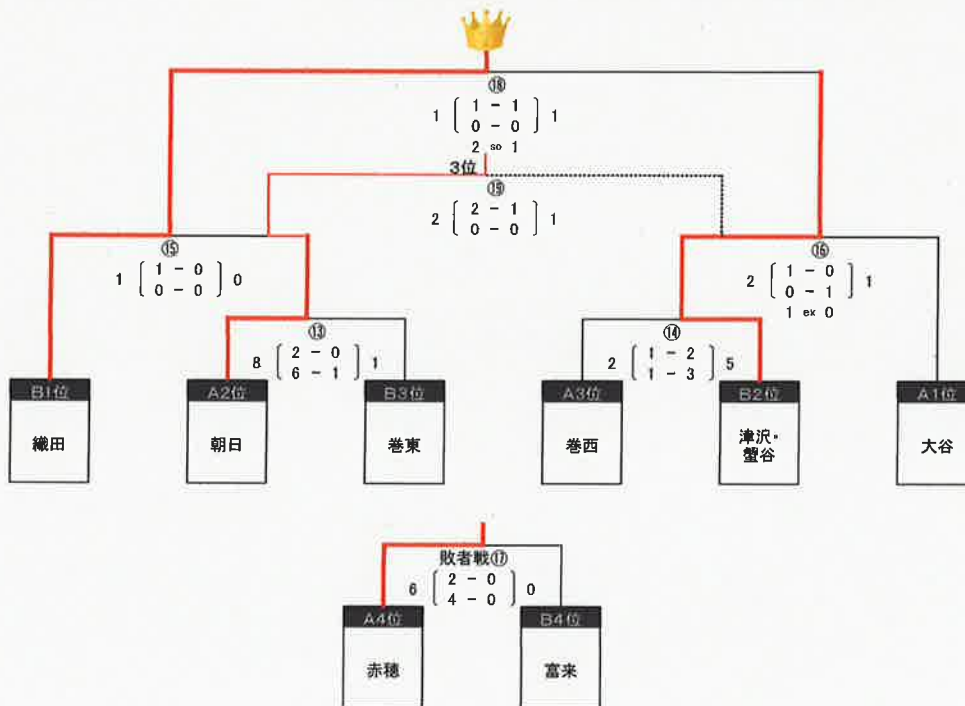 ⑱
1 [ 1 - 1 ] 1
0 - 0
2 so 1
3位
⑲
2 [ 2 - 1 ] 1
0 - 0
⑮
1 [ 1 - 0 ] 0
0 - 0
⑯
2 [ 1 - 0 ] 1
0 - 1
1 ex 0
⑬
8 [ 2 - 0 ] 1
6 - 1
⑭
2 [ 1 - 2 ] 5
1 - 3
B1位 A2位 B3位 A3位 B2位 A1位
織田 朝日 巻東 巻西 津沢・ 大谷
蟹谷
敗者戦⑰
6 [ 2 - 0 ] 0
4 - 0
A4位 B4位
赤穂 富来